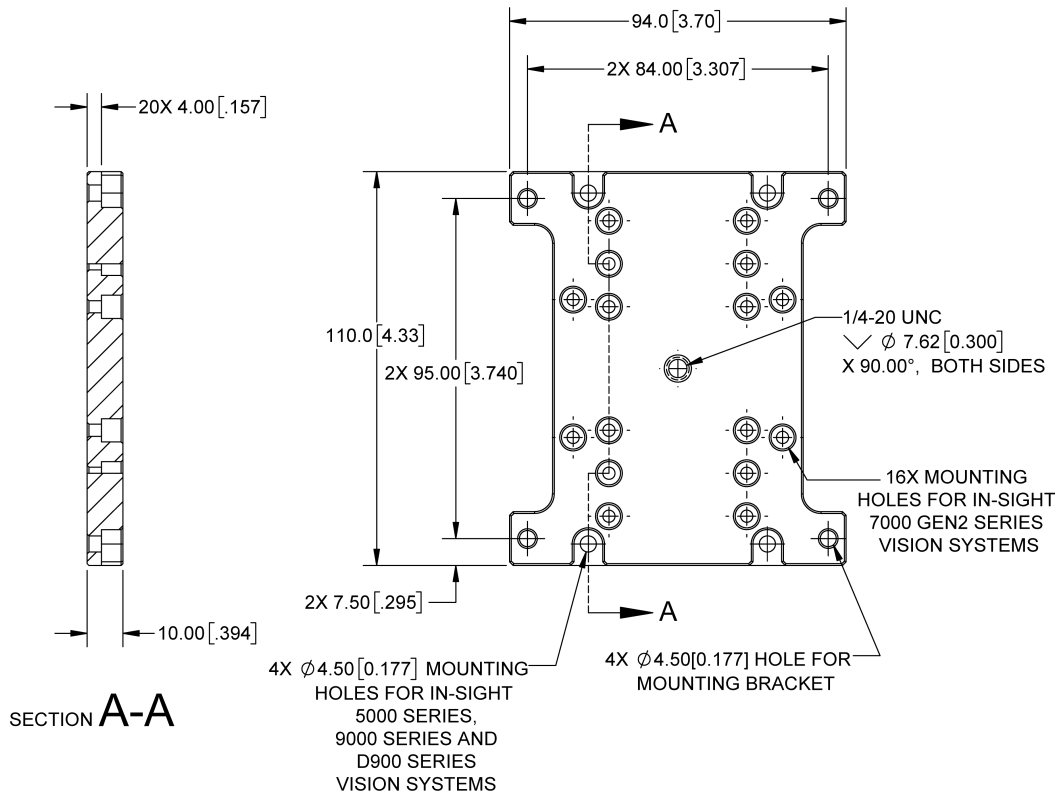 94.0 [3.70]
2X 84.00 [3.307]
20X 4.00 [.157]
A
110.0 [4.33]
2X 95.00 [3.740]
1/4-20 UNC
⌵ ∅ 7.62 [0.300]
X 90.00°, BOTH SIDES
16X MOUNTING
HOLES FOR IN-SIGHT
7000 GEN2 SERIES
VISION SYSTEMS
2X 7.50 [.295]
A
10.00 [.394]
4X ∅4.50 [0.177] MOUNTING
HOLES FOR IN-SIGHT
5000 SERIES,
9000 SERIES AND
D900 SERIES
VISION SYSTEMS
4X ∅4.50[0.177] HOLE FOR
MOUNTING BRACKET
SECTION A-A